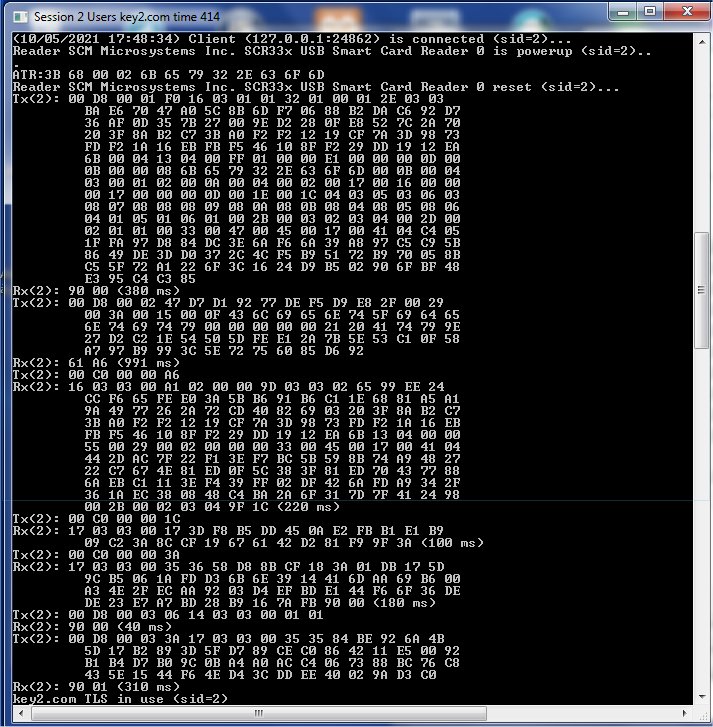 Session 2 Users key2.com time 414
(10/05/2021 17:48:34) Client (127.0.0.1:24862) is connected (sid=2)...
Reader SCM Microsystems Inc. SCR33x USB Smart Card Reader 0 is powerup (sid=2)..
.
ATR:3B 68 00 02 6B 65 79 32 2E 63 6F 6D
Reader SCM Microsystems Inc. SCR33x USB Smart Card Reader 0 reset (sid=2)...
Tx(2): 00 D8 00 01 F0 16 03 01 01 32 01 00 01 2E 03 03
BA E6 70 47 A0 5C 8B 6D F7 06 88 B2 DA C6 92 D7
36 AF 0D 35 7B 27 00 9E D2 28 0F E8 52 7C 2A 70
20 3F 8A B2 C7 3B A0 F2 F2 12 19 CF 7A 3D 98 73
FD F2 1A 16 EB FB F5 46 10 8F F2 29 DD 19 12 EA
6B 00 04 13 04 00 FF 01 00 00 E1 00 00 00 0D 00
0B 00 00 08 6B 65 79 32 2E 63 6F 6D 00 0B 00 04
03 00 01 02 00 0A 00 04 00 02 00 17 00 16 00 00
00 17 00 00 00 0D 00 1E 00 1C 04 03 05 03 06 03
08 07 08 08 08 09 08 0A 08 0B 08 04 08 05 08 06
04 01 05 01 06 01 00 2B 00 03 02 03 04 00 2D 00
02 01 01 00 33 00 47 00 45 00 17 00 41 04 C4 05
1F FA 97 D8 84 DC 3E 6A F6 6A 39 A8 97 C5 C9 5B
86 49 DE 3D D0 37 2C 4C F5 B9 51 72 B9 70 05 8B
C5 5F 72 A1 22 6F 3C 16 24 D9 B5 02 90 6F BF 48
E3 95 C4 C3 85
Rx(2): 90 00 (380 ms)
Tx(2): 00 D8 00 02 47 D7 D1 92 77 DE F5 D9 E8 2F 00 29
00 3A 00 15 00 0F 43 6C 69 65 6E 74 5F 69 64 65
6E 74 69 74 79 00 00 00 00 00 21 20 41 74 79 9E
27 D2 C2 1E 54 50 5D FE E1 2A 7B 5E 53 C1 0F 58
A7 97 B9 99 3C 5E 72 75 60 85 D6 92
Rx(2): 61 A6 (991 ms)
Tx(2): 00 C0 00 00 A6
Rx(2): 16 03 03 00 A1 02 00 00 9D 03 03 02 65 99 EE 24
CC F6 65 FE E0 3A 5B B6 91 B6 C1 1E 68 81 A5 A1
9A 49 77 26 2A 72 CD 40 82 69 03 20 3F 8A B2 C7
3B A0 F2 F2 12 19 CF 7A 3D 98 73 FD F2 1A 16 EB
FB F5 46 10 8F F2 29 DD 19 12 EA 6B 13 04 00 00
55 00 29 00 02 00 00 00 33 00 45 00 17 00 41 04
44 2D AC 7F 22 F1 3E F7 BC 5B 59 8B 74 A9 48 27
22 C7 67 4E 81 ED 0F 5C 38 3F 81 ED 70 43 77 88
6A EB C1 11 3E F4 39 FF 02 DF 42 6A FD A9 34 2F
36 1A EC 38 08 48 C4 BA 2A 6F 31 7D 7F 41 24 98
00 2B 00 02 03 04 9F 1C (220 ms)
Tx(2): 00 C0 00 00 1C
Rx(2): 17 03 03 00 17 3D F8 B5 DD 45 0A E2 FB B1 E1 B9
09 C2 3A 8C CF 19 67 61 42 D2 81 F9 9F 3A (100 ms)
Tx(2): 00 C0 00 00 3A
Rx(2): 17 03 03 00 35 36 58 D8 8B CF 18 3A 01 DB 17 5D
9C B5 06 1A FD D3 6B 6E 39 14 41 6D AA 69 B6 00
A3 4E 2F EC AA 92 03 D4 EF BD E1 44 F6 6F 36 DE
DE 23 E7 A7 BD 28 B9 16 7A FB 90 00 (180 ms)
Tx(2): 00 D8 00 03 06 14 03 03 00 01 01
Rx(2): 90 00 (40 ms)
Tx(2): 00 D8 00 03 3A 17 03 03 00 35 35 84 BE 92 6A 4B
5D 17 B2 89 3D 5F D7 89 CE C0 86 42 11 E5 00 92
B1 B4 D7 B0 9C 0B A4 A0 AC C4 06 73 88 BC 76 C8
43 5E 15 44 F6 4E D4 3C DD EE 40 02 9A D3 C0
Rx(2): 90 01 (310 ms)
key2.com TLS in use (sid=2)